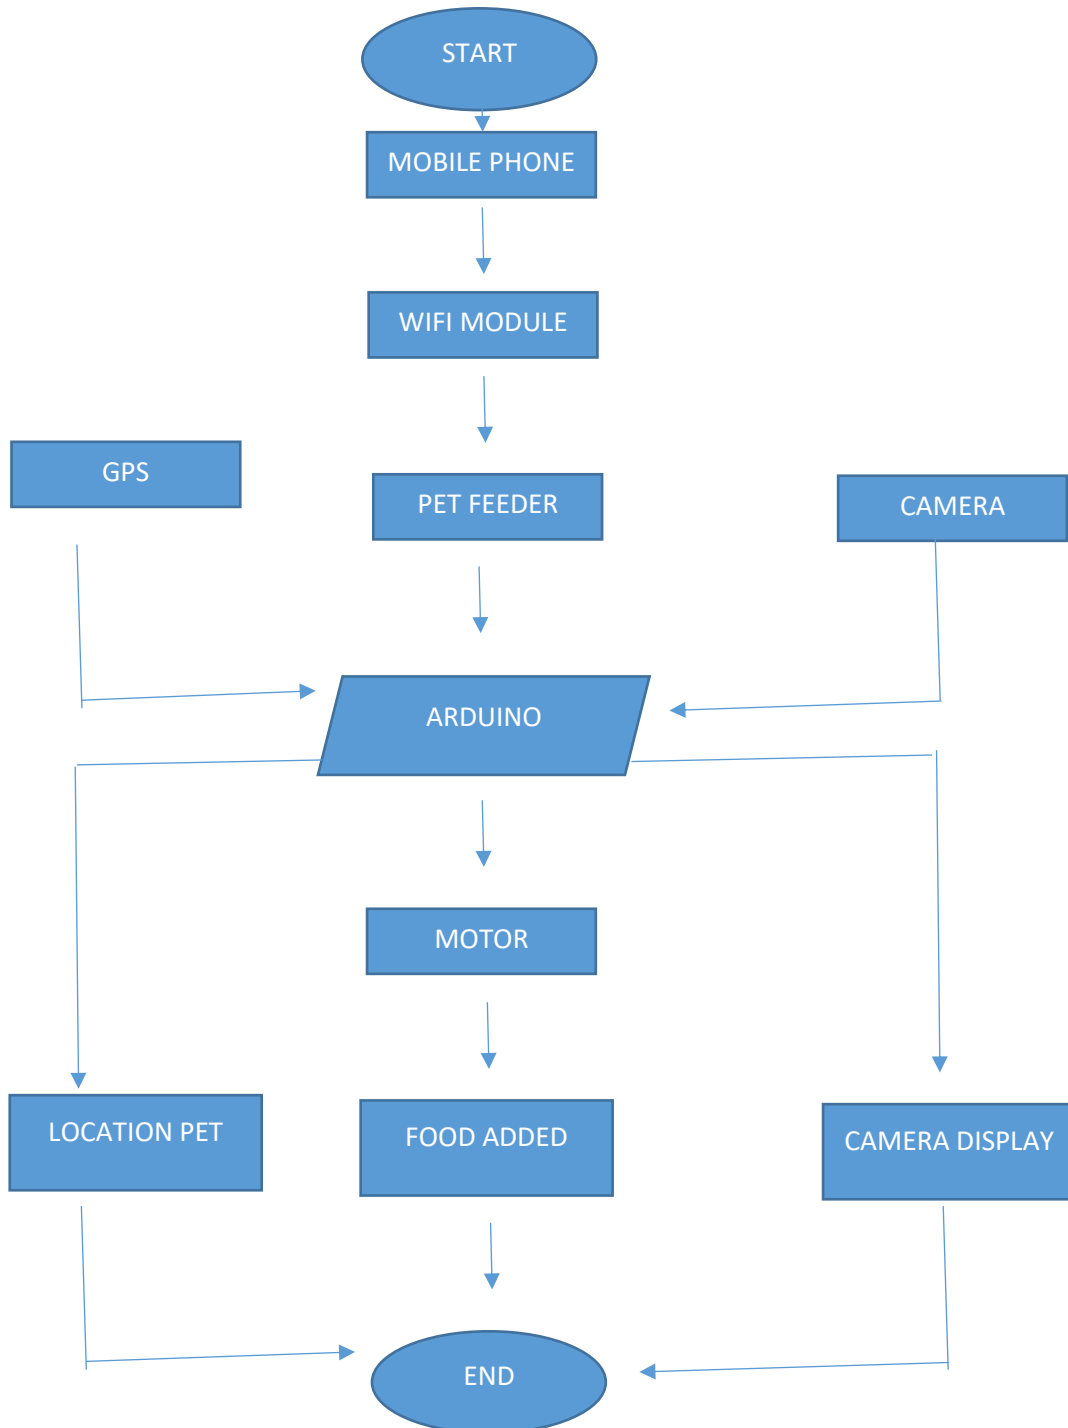 START
MOBILE PHONE
WIFI MODULE
GPS
PET FEEDER
CAMERA
ARDUINO
MOTOR
LOCATION PET
FOOD ADDED
CAMERA DISPLAY
END